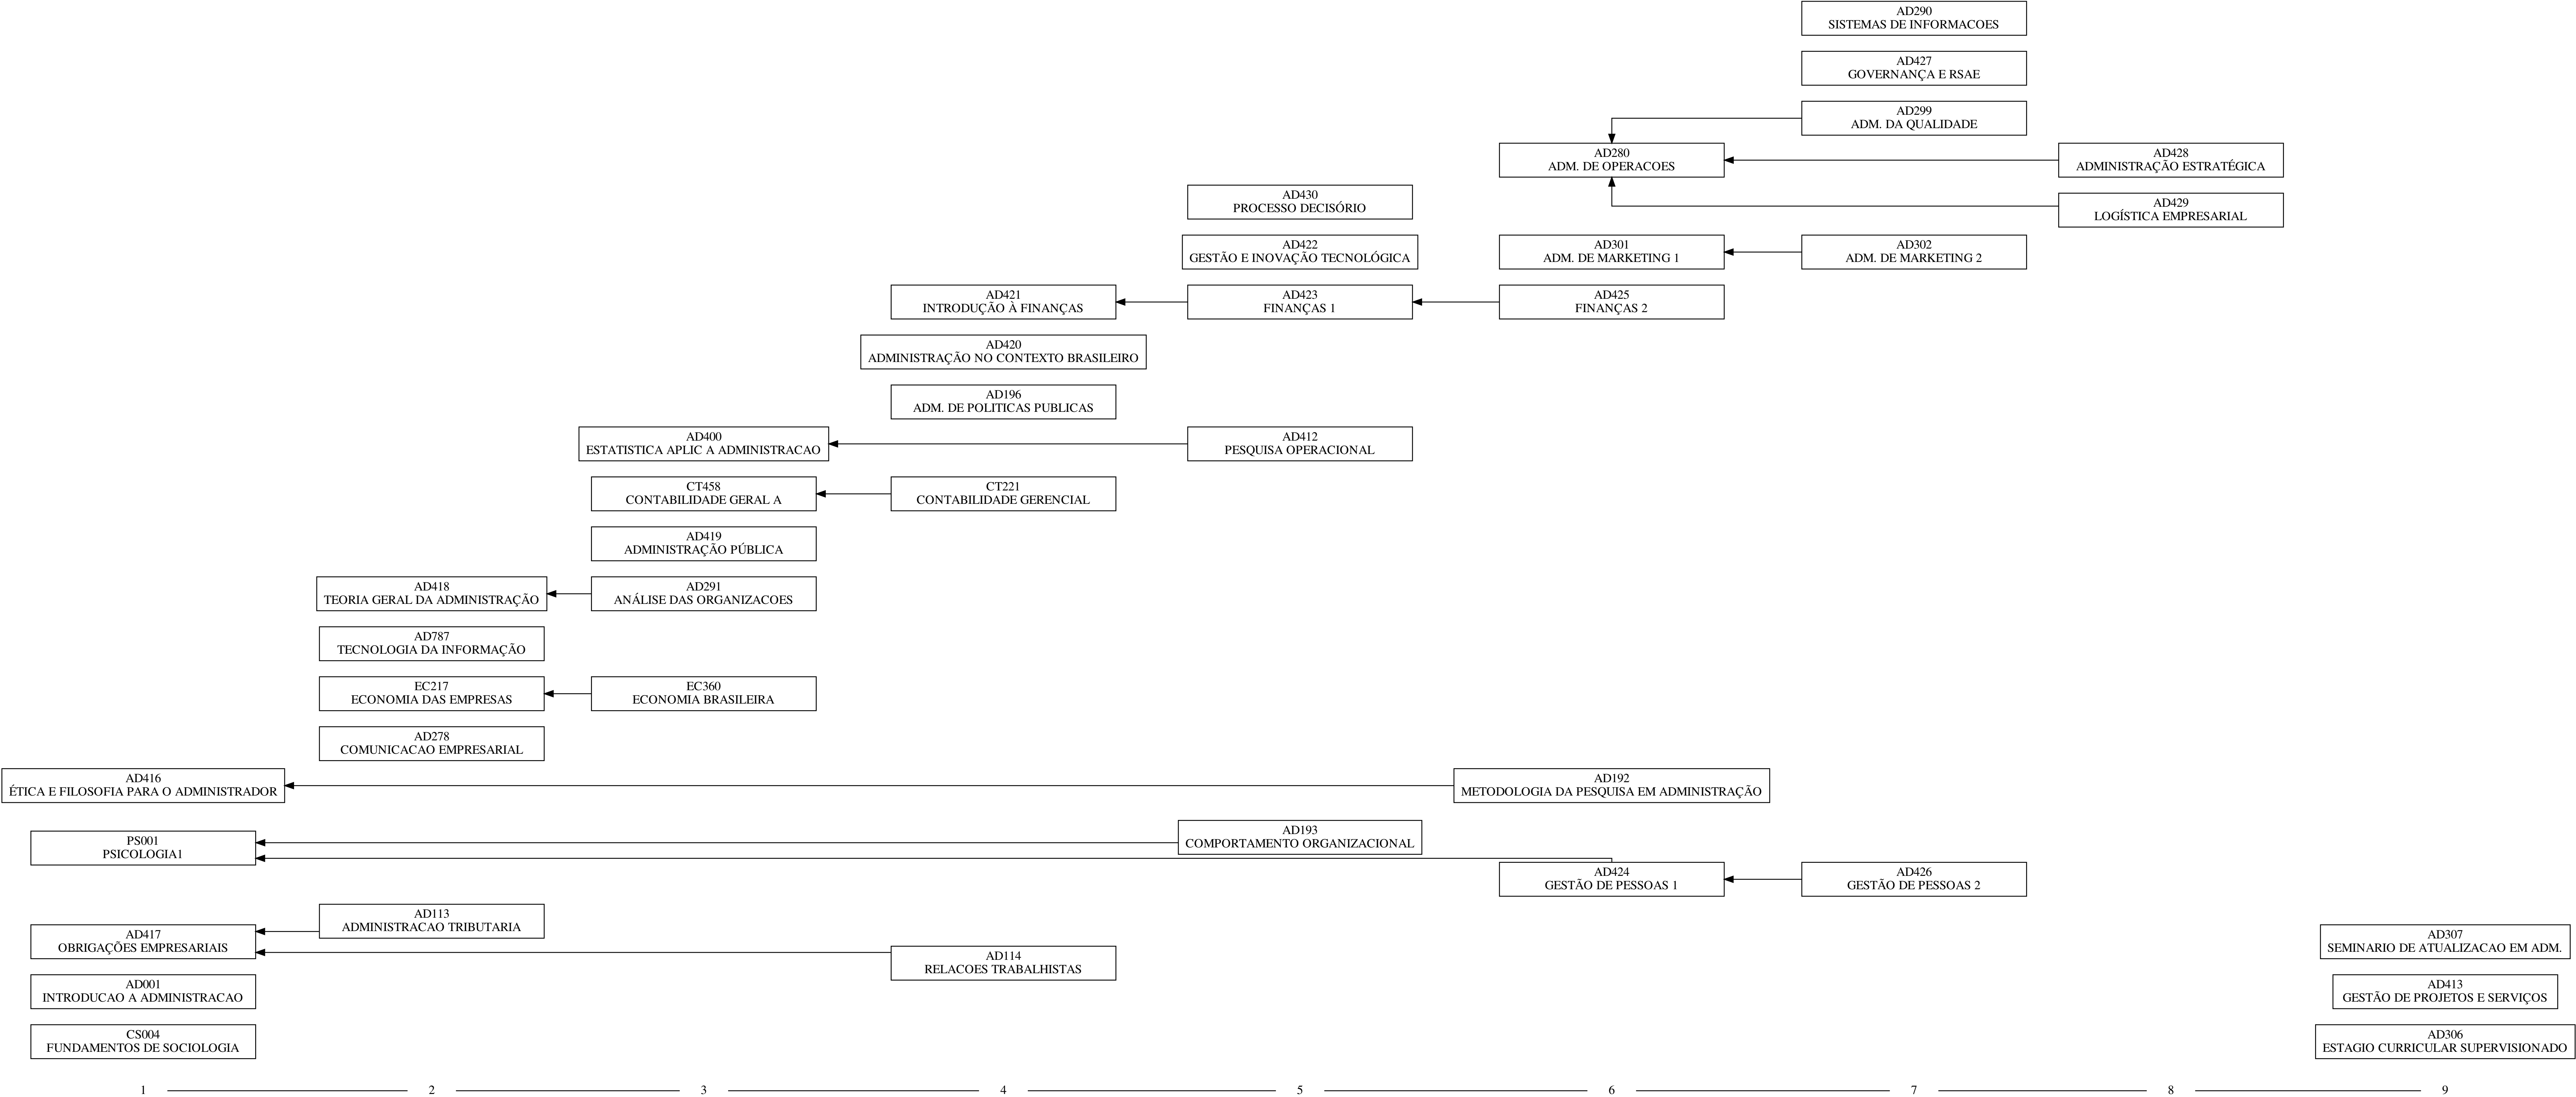 AD290
SISTEMAS DE INFORMACOES
AD427
GOVERNANÇA E RSAE
AD299
ADM. DA QUALIDADE
AD280
ADM. DE OPERACOES
AD428
ADMINISTRAÇÃO ESTRATÉGICA
AD430
PROCESSO DECISÓRIO
AD429
LOGÍSTICA EMPRESARIAL
AD422
GESTÃO E INOVAÇÃO TECNOLÓGICA
AD301
ADM. DE MARKETING 1
AD302
ADM. DE MARKETING 2
AD421
INTRODUÇÃO À FINANÇAS
AD423
FINANÇAS 1
AD425
FINANÇAS 2
AD420
ADMINISTRAÇÃO NO CONTEXTO BRASILEIRO
AD196
ADM. DE POLITICAS PUBLICAS
AD400
ESTATISTICA APLIC A ADMINISTRACAO
AD412
PESQUISA OPERACIONAL
CT458
CONTABILIDADE GERAL A
CT221
CONTABILIDADE GERENCIAL
AD419
ADMINISTRAÇÃO PÚBLICA
AD418
TEORIA GERAL DA ADMINISTRAÇÃO
AD291
ANÁLISE DAS ORGANIZACOES
AD787
TECNOLOGIA DA INFORMAÇÃO
EC217
ECONOMIA DAS EMPRESAS
EC360
ECONOMIA BRASILEIRA
AD278
COMUNICACAO EMPRESARIAL
AD416
ÉTICA E FILOSOFIA PARA O ADMINISTRADOR
AD192
METODOLOGIA DA PESQUISA EM ADMINISTRAÇÃO
PS001
PSICOLOGIA1
AD193
COMPORTAMENTO ORGANIZACIONAL
AD424
GESTÃO DE PESSOAS 1
AD426
GESTÃO DE PESSOAS 2
AD113
ADMINISTRACAO TRIBUTARIA
AD417
OBRIGAÇÕES EMPRESARIAIS
AD307
SEMINARIO DE ATUALIZACAO EM ADM.
AD114
RELACOES TRABALHISTAS
AD001
INTRODUCAO A ADMINISTRACAO
AD413
GESTÃO DE PROJETOS E SERVIÇOS
CS004
FUNDAMENTOS DE SOCIOLOGIA
AD306
ESTAGIO CURRICULAR SUPERVISIONADO
1 2 3 4 5 6 7 8 9